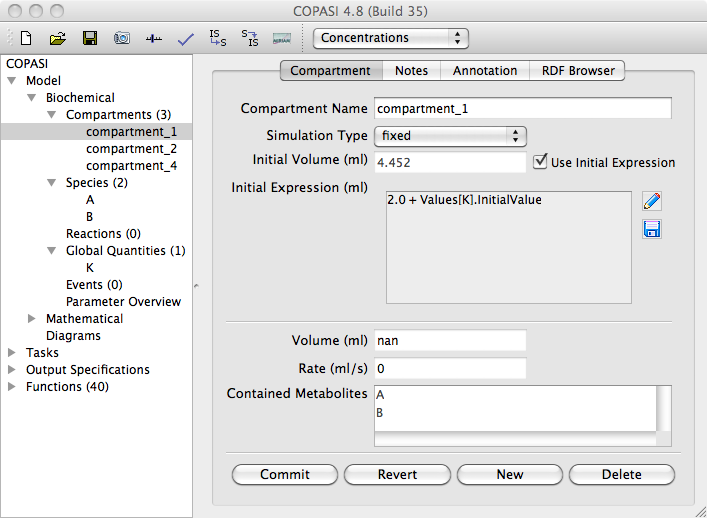 COPASI 4.8 (Build 35)
IS S
S IS
Concentrations
COPASI
Model
Biochemical
Compartments (3)
compartment_1
compartment_2
compartment_4
Species (2)
A
B
Reactions (0)
Global Quantities (1)
K
Events (0)
Parameter Overview
Mathematical
Diagrams
Tasks
Output Specifications
Functions (40)
Compartment Notes Annotation RDF Browser
Compartment Name compartment_1
Simulation Type fixed
Initial Volume (ml) 4.452 Use Initial Expression
Initial Expression (ml)
2.0 + Values[K].InitialValue
Volume (ml) nan
Rate (ml/s) 0
Contained Metabolites A
B
Commit Revert New Delete